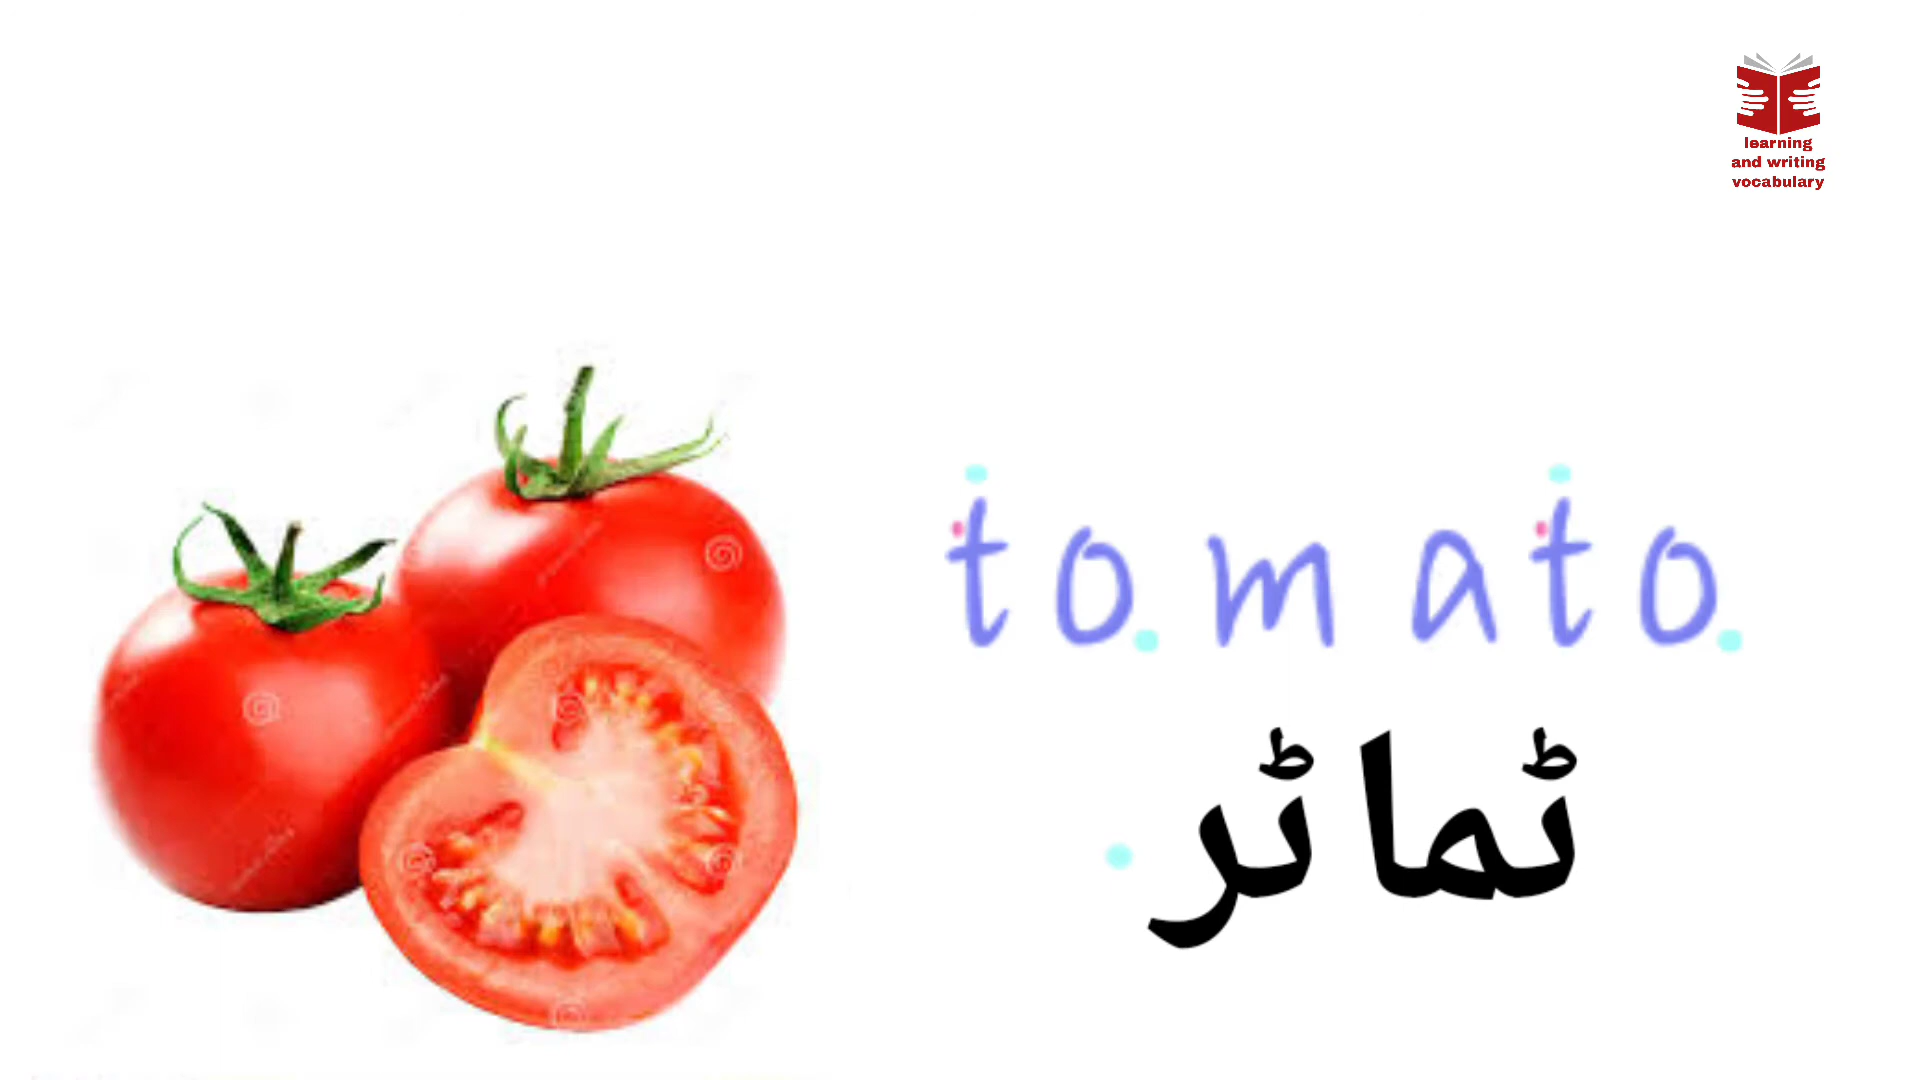 learning
and writing
vocabulary
tomato
ٹماٹر